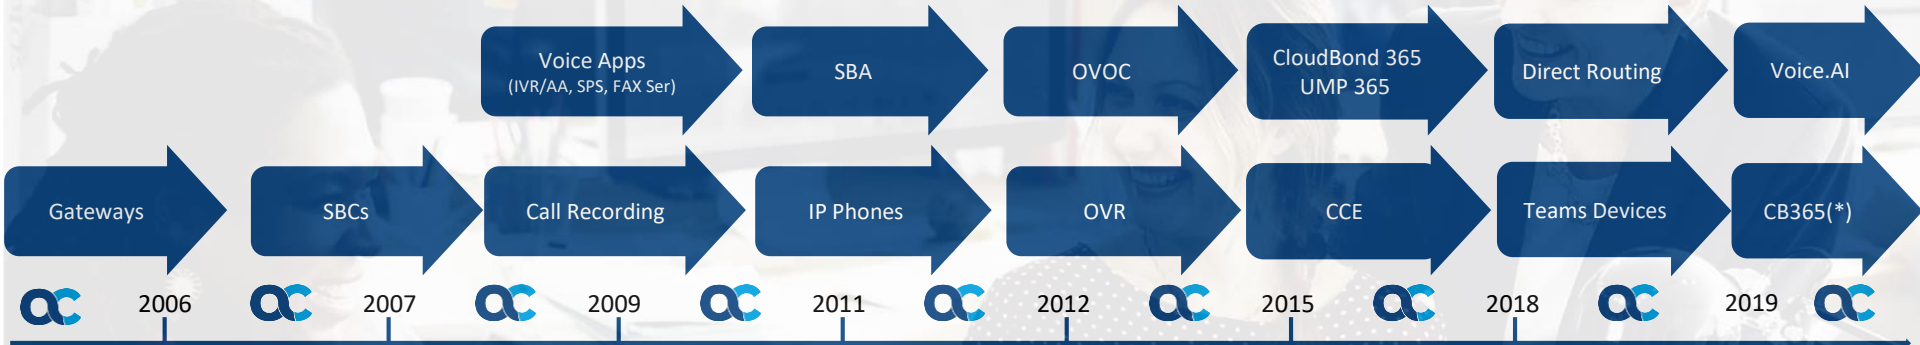 Voice Apps
(IVR/AA, SPS, FAX Ser)
SBA
OVOC
CloudBond 365
UMP 365
Direct Routing
Voice.AI
Gateways
SBCs
Call Recording
IP Phones
OVR
CCE
Teams Devices
CB365(*)
2006
2007
2009
2011
2012
2015
2018
2019